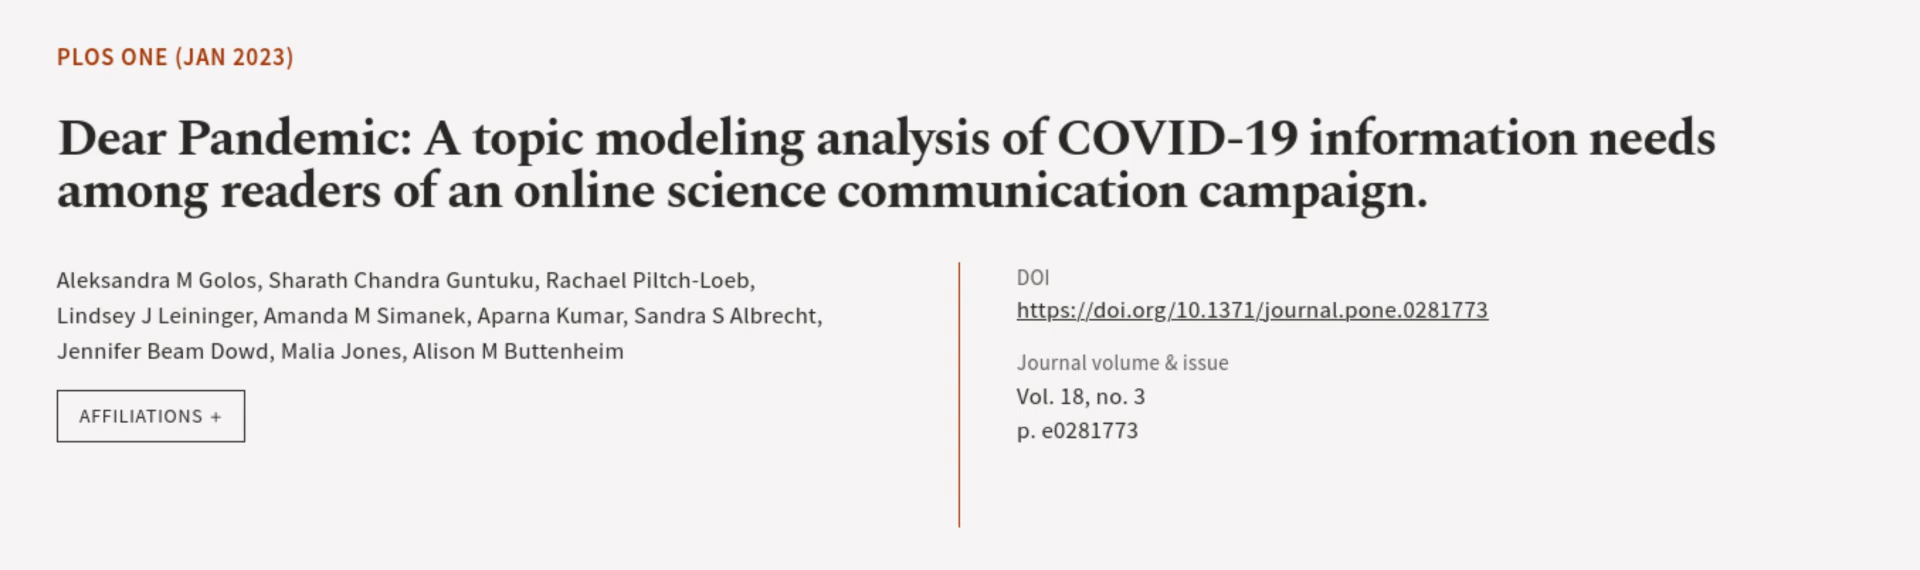 PLOS ONE (JAN 2023)
Dear Pandemic: A topic modeling analysis of COVID-19 information needs
among readers of an online science communication campaign.
Aleksandra M Golos, Sharath Chandra Guntuku, Rachael Piltch-Loeb,
Lindsey J Leininger, Amanda M Simanek, Aparna Kumar, Sandra S Albrecht,
Jennifer Beam Dowd, Malia Jones, Alison M Buttenheim
AFFILIATIONS +
DOI
https://doi.org/10.1371/journal.pone.0281773
Journal volume & issue
Vol. 18, no. 3
p. e0281773